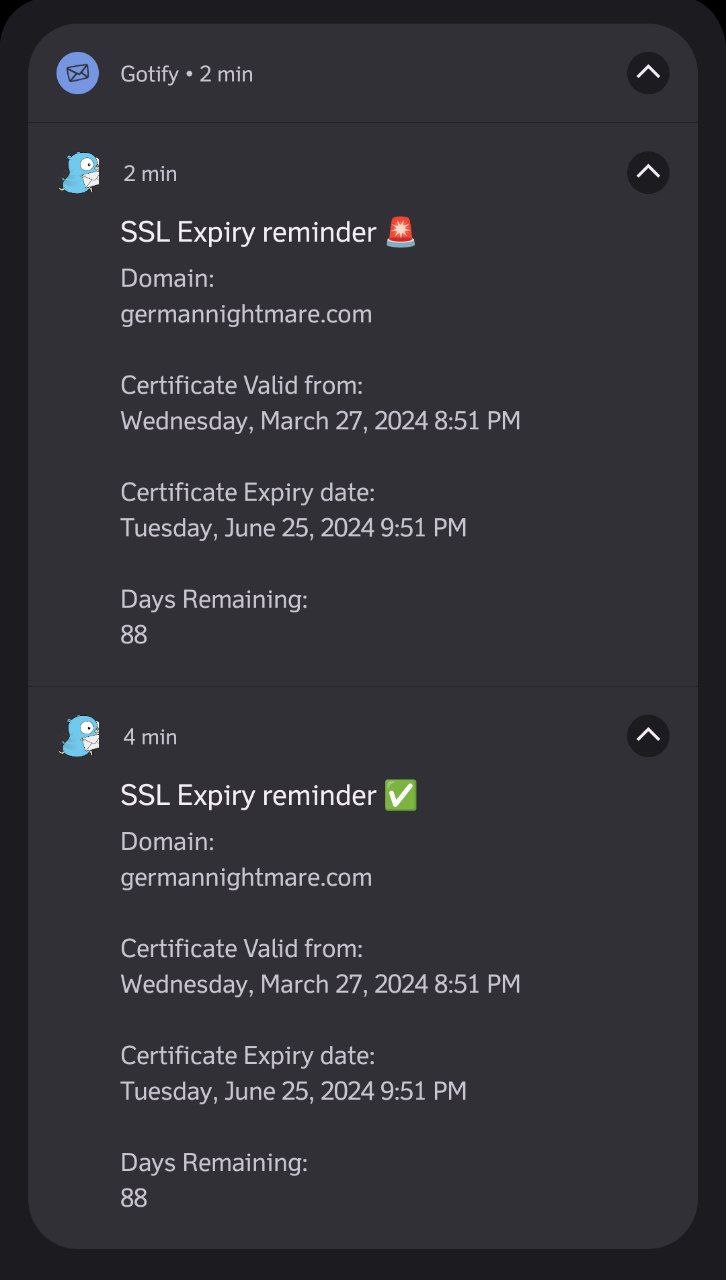 Gotify • 2 min
2 min
SSL Expiry reminder 🚨
Domain:
germannightmare.com
Certificate Valid from:
Wednesday, March 27, 2024 8:51 PM
Certificate Expiry date:
Tuesday, June 25, 2024 9:51 PM
Days Remaining:
88
4 min
SSL Expiry reminder ✅
Domain:
germannightmare.com
Certificate Valid from:
Wednesday, March 27, 2024 8:51 PM
Certificate Expiry date:
Tuesday, June 25, 2024 9:51 PM
Days Remaining:
88